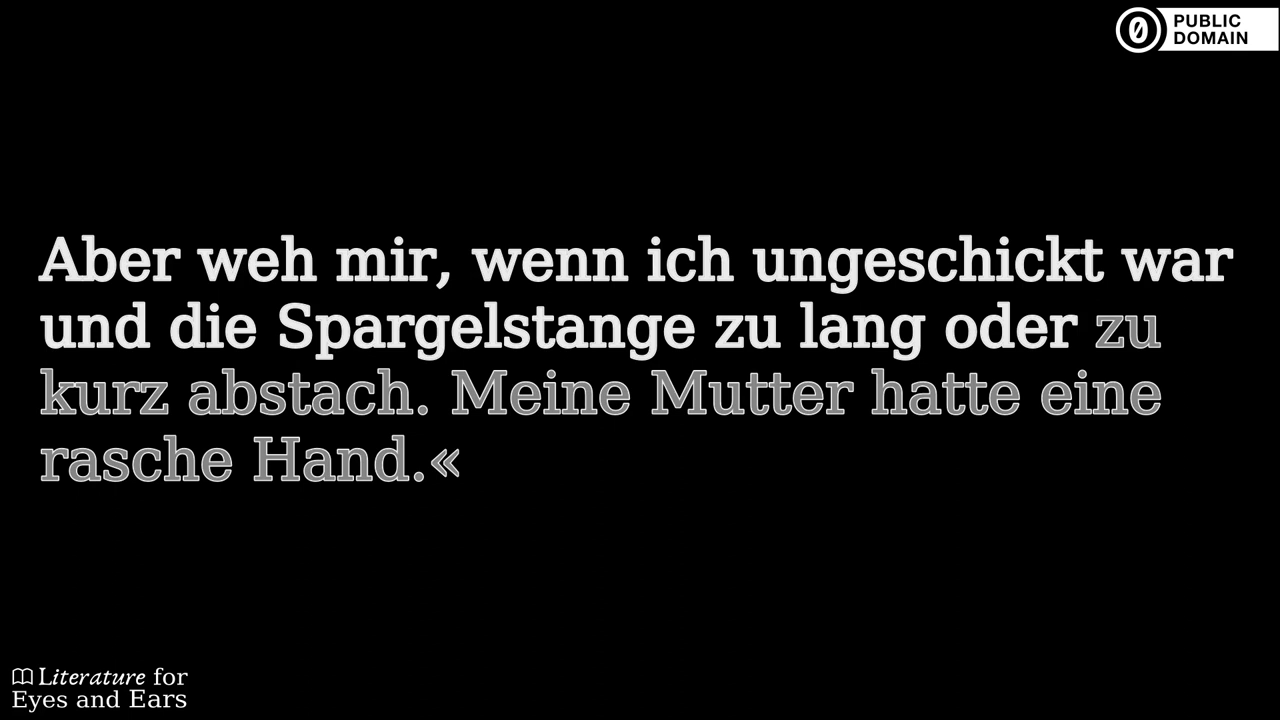 PUBLIC
DOMAIN
Aber weh mir, wenn ich ungeschickt war
und die Spargelstange zu lang oder zu
kurz abstach. Meine Mutter hatte eine
rasche Hand.«
Literature for
Eyes and Ears